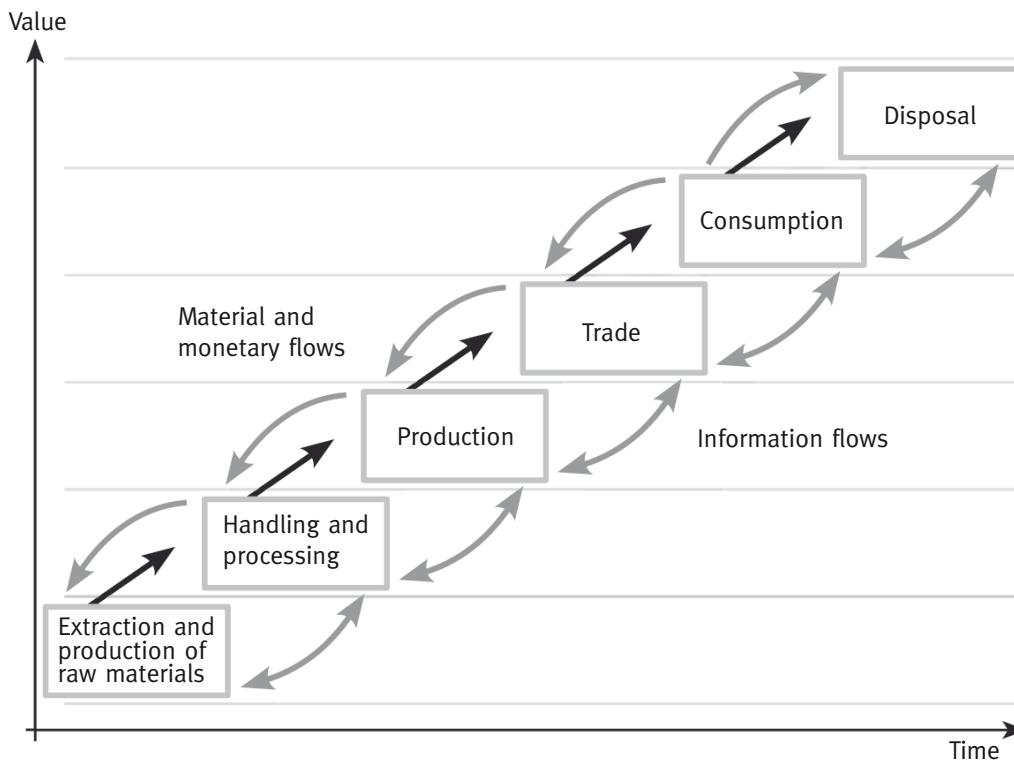 Value
Disposal
Consumption
Trade
Material and
monetary flows
Production
Information flows
Handling and
processing
Extraction and
production of
raw materials
Time